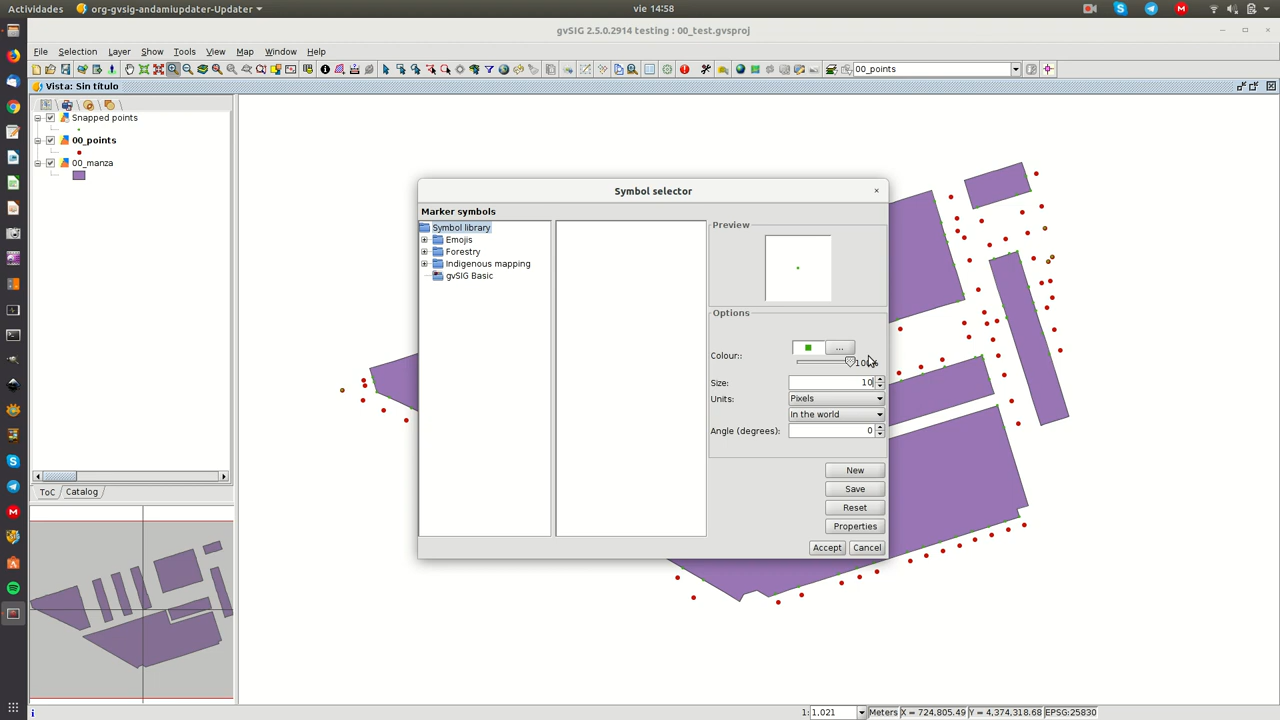 Actividades
org-gvsig-andamiupdater-Updater
vie 14:58
gvSIG 2.5.0.2914 testing : 00_test.gvsproj
File Selection Layer Show Tools View Map Window Help
00_points
Vista: Sin título
Snapped points
00_points
00_manza
ToC Catalog
Symbol selector
Marker symbols
Symbol library
Emojis
Forestry
Indigenous mapping
gvSIG Basic
Preview
Options
...
Colour::
Size: 10
Units: Pixels
In the world
Angle (degrees): 0
New
Save
Reset
Properties
Accept Cancel
1: 1,021 Meters X = 724,805.49 Y = 4,374,318.68 EPSG:25830